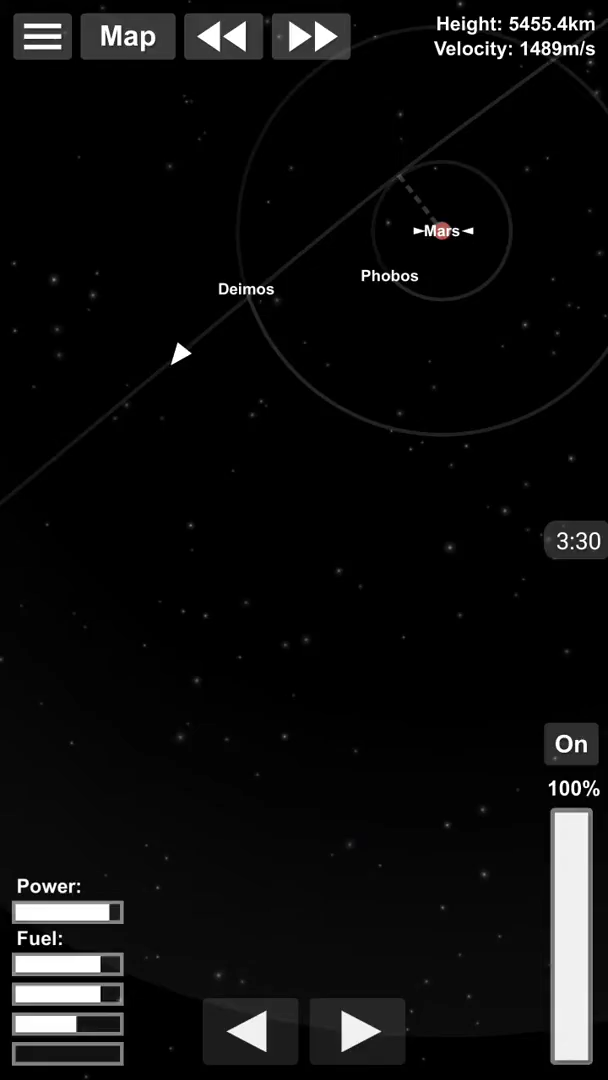 Map
Height: 5455.4km
Velocity: 1489m/s
Mars
Phobos
Deimos
3:30
On
100%
Power:
Fuel: